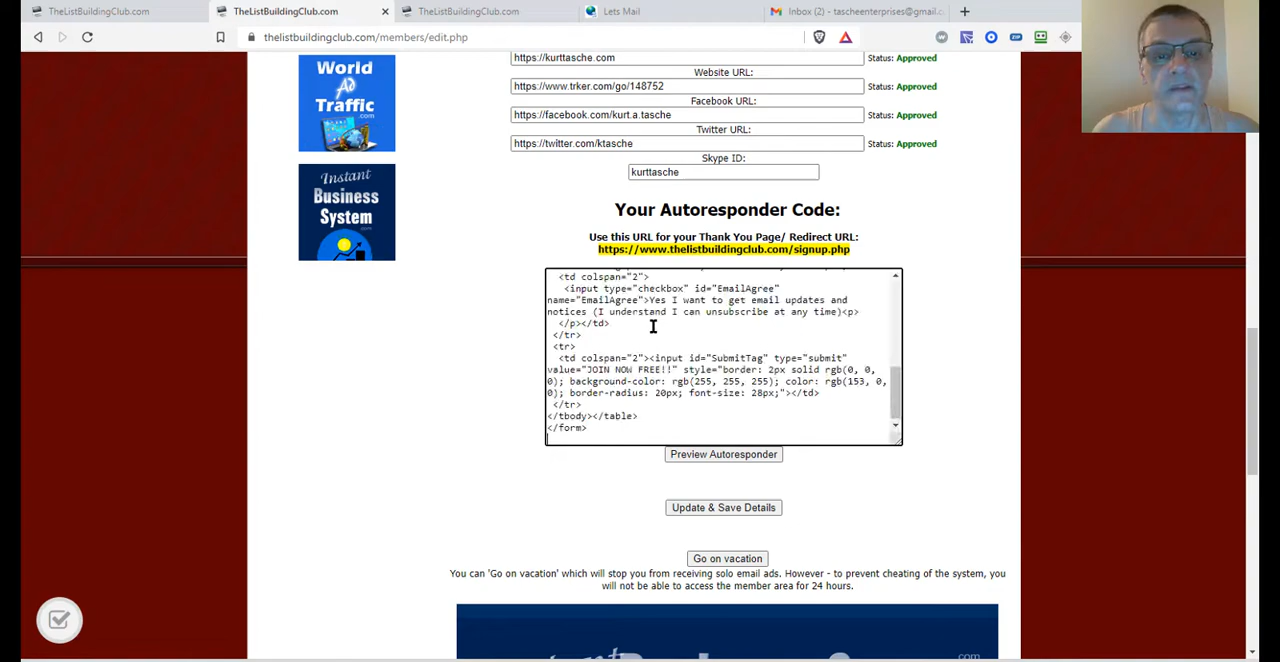 TheListBuildingClub.com
TheListBuildingClub.com
TheListBuildingClub.com
Lets Mail
Inbox (2) - tascheenterprises@gmail.c
thelistbuildingclub.com/members/edit.php
World
Ad
Traffic
.com
Instant
Business
System
https://kurttasche.com
Status: Approved
Website URL:
https://www.trker.com/go/148752
Status: Approved
Facebook URL:
https://facebook.com/kurt.a.tasche
Status: Approved
Twitter URL:
https://twitter.com/ktasche
Status: Approved
Skype ID:
kurttasche
Your Autoresponder Code:
Use this URL for your Thank You Page/ Redirect URL:
https://www.thelistbuildingclub.com/signup.php
<td colspan="2">
<input type="checkbox" id="EmailAgree"
name="EmailAgree">Yes I want to get email updates and
notices (I understand I can unsubscribe at any time)<p>
</p></td>
</tr>
<tr>
<td colspan="2"><input id="SubmitTag" type="submit"
value="JOIN NOW FREE!!" style="border: 2px solid rgb(0, 0,
0); background-color: rgb(255, 255, 255); color: rgb(153, 0,
0); border-radius: 20px; font-size: 28px;"></td>
</tr>
</tbody></table>
</form>
Preview Autoresponder
Update & Save Details
Go on vacation
You can 'Go on vacation' which will stop you from receiving solo email ads. However - to prevent cheating of the system, you
will not be able to access the member area for 24 hours.
.com